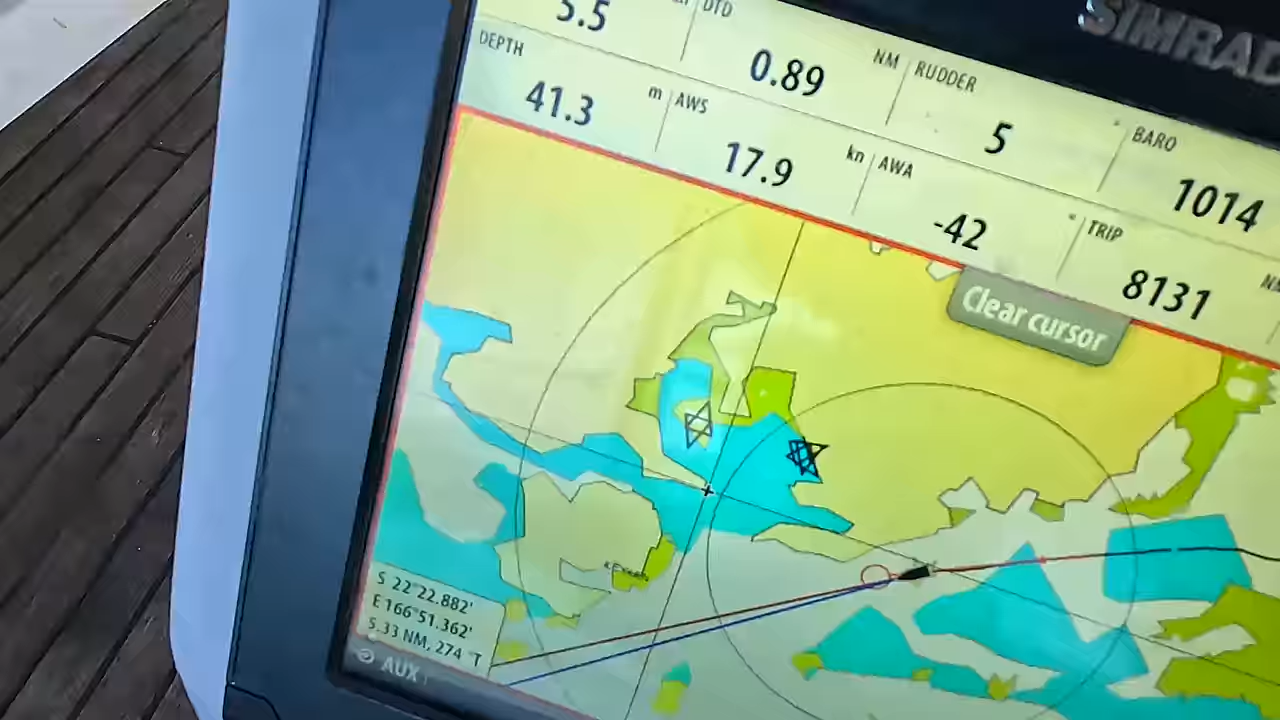 SIMRAD
5.5
DTD
0.89 NM
RUDDER
5 °
BARO
1014
DEPTH
41.3 m
AWS
17.9 kn
AWA
-42 °
TRIP
8131
Clear cursor
S 22°22.882'
E 166°51.362'
5.33 NM, 274 °T
AUX